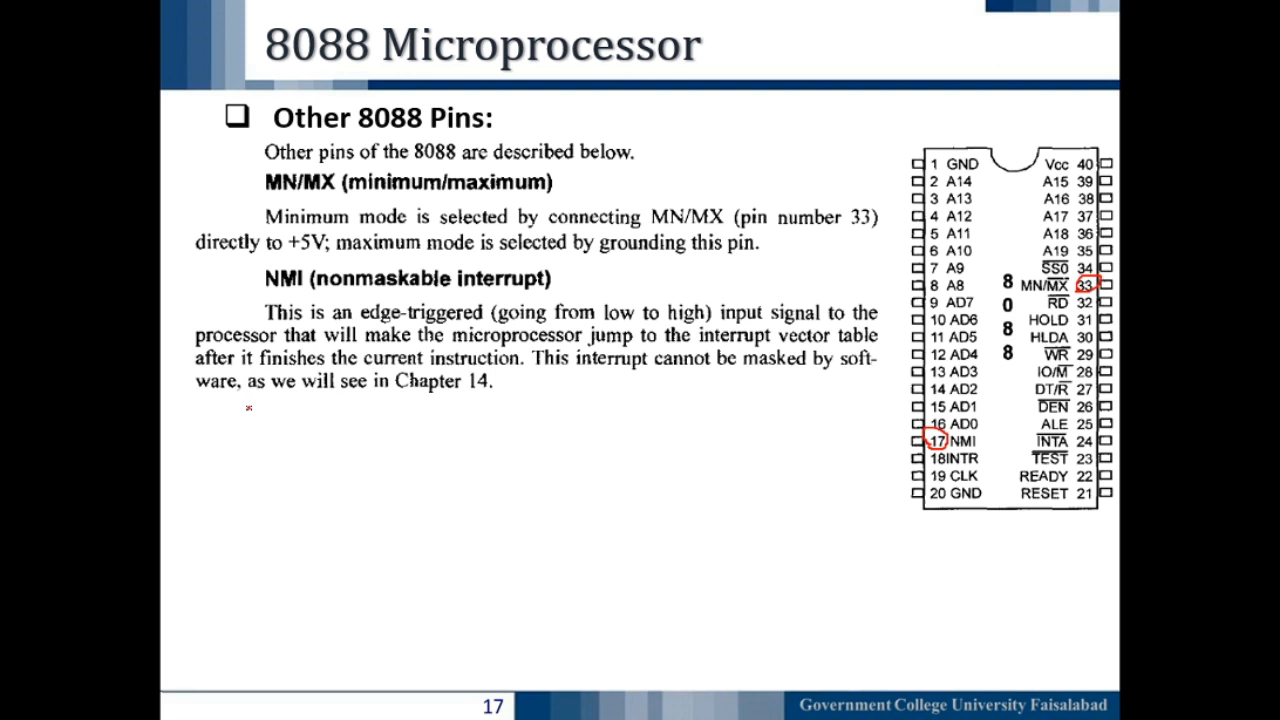 8088 Microprocessor
❑ Other 8088 Pins:
Other pins of the 8088 are described below.
MN/MX (minimum/maximum)
Minimum mode is selected by connecting MN/MX (pin number 33)
directly to +5V; maximum mode is selected by grounding this pin.
NMI (nonmaskable interrupt)
This is an edge-triggered (going from low to high) input signal to the
processor that will make the microprocessor jump to the interrupt vector table
after it finishes the current instruction. This interrupt cannot be masked by soft-
ware, as we will see in Chapter 14.
1 GND Vcc 40
2 A14 A15 39
3 A13 A16 38
4 A12 A17 37
5 A11 A18 36
6 A10 A19 35
7 A9 S̅S̅0̅ 34
8 A8 MN/M̅X̅ 33
9 AD7 R̅D̅ 32
10 AD6 HOLD 31
11 AD5 HLDA 30
12 AD4 W̅R̅ 29
13 AD3 IO/M̅ 28
14 AD2 DT/R̅ 27
15 AD1 D̅E̅N̅ 26
16 AD0 ALE 25
17 NMI I̅N̅T̅A̅ 24
18 INTR T̅E̅S̅T̅ 23
19 CLK READY 22
20 GND RESET 21
8
0
8
8
17
Government College University Faisalabad